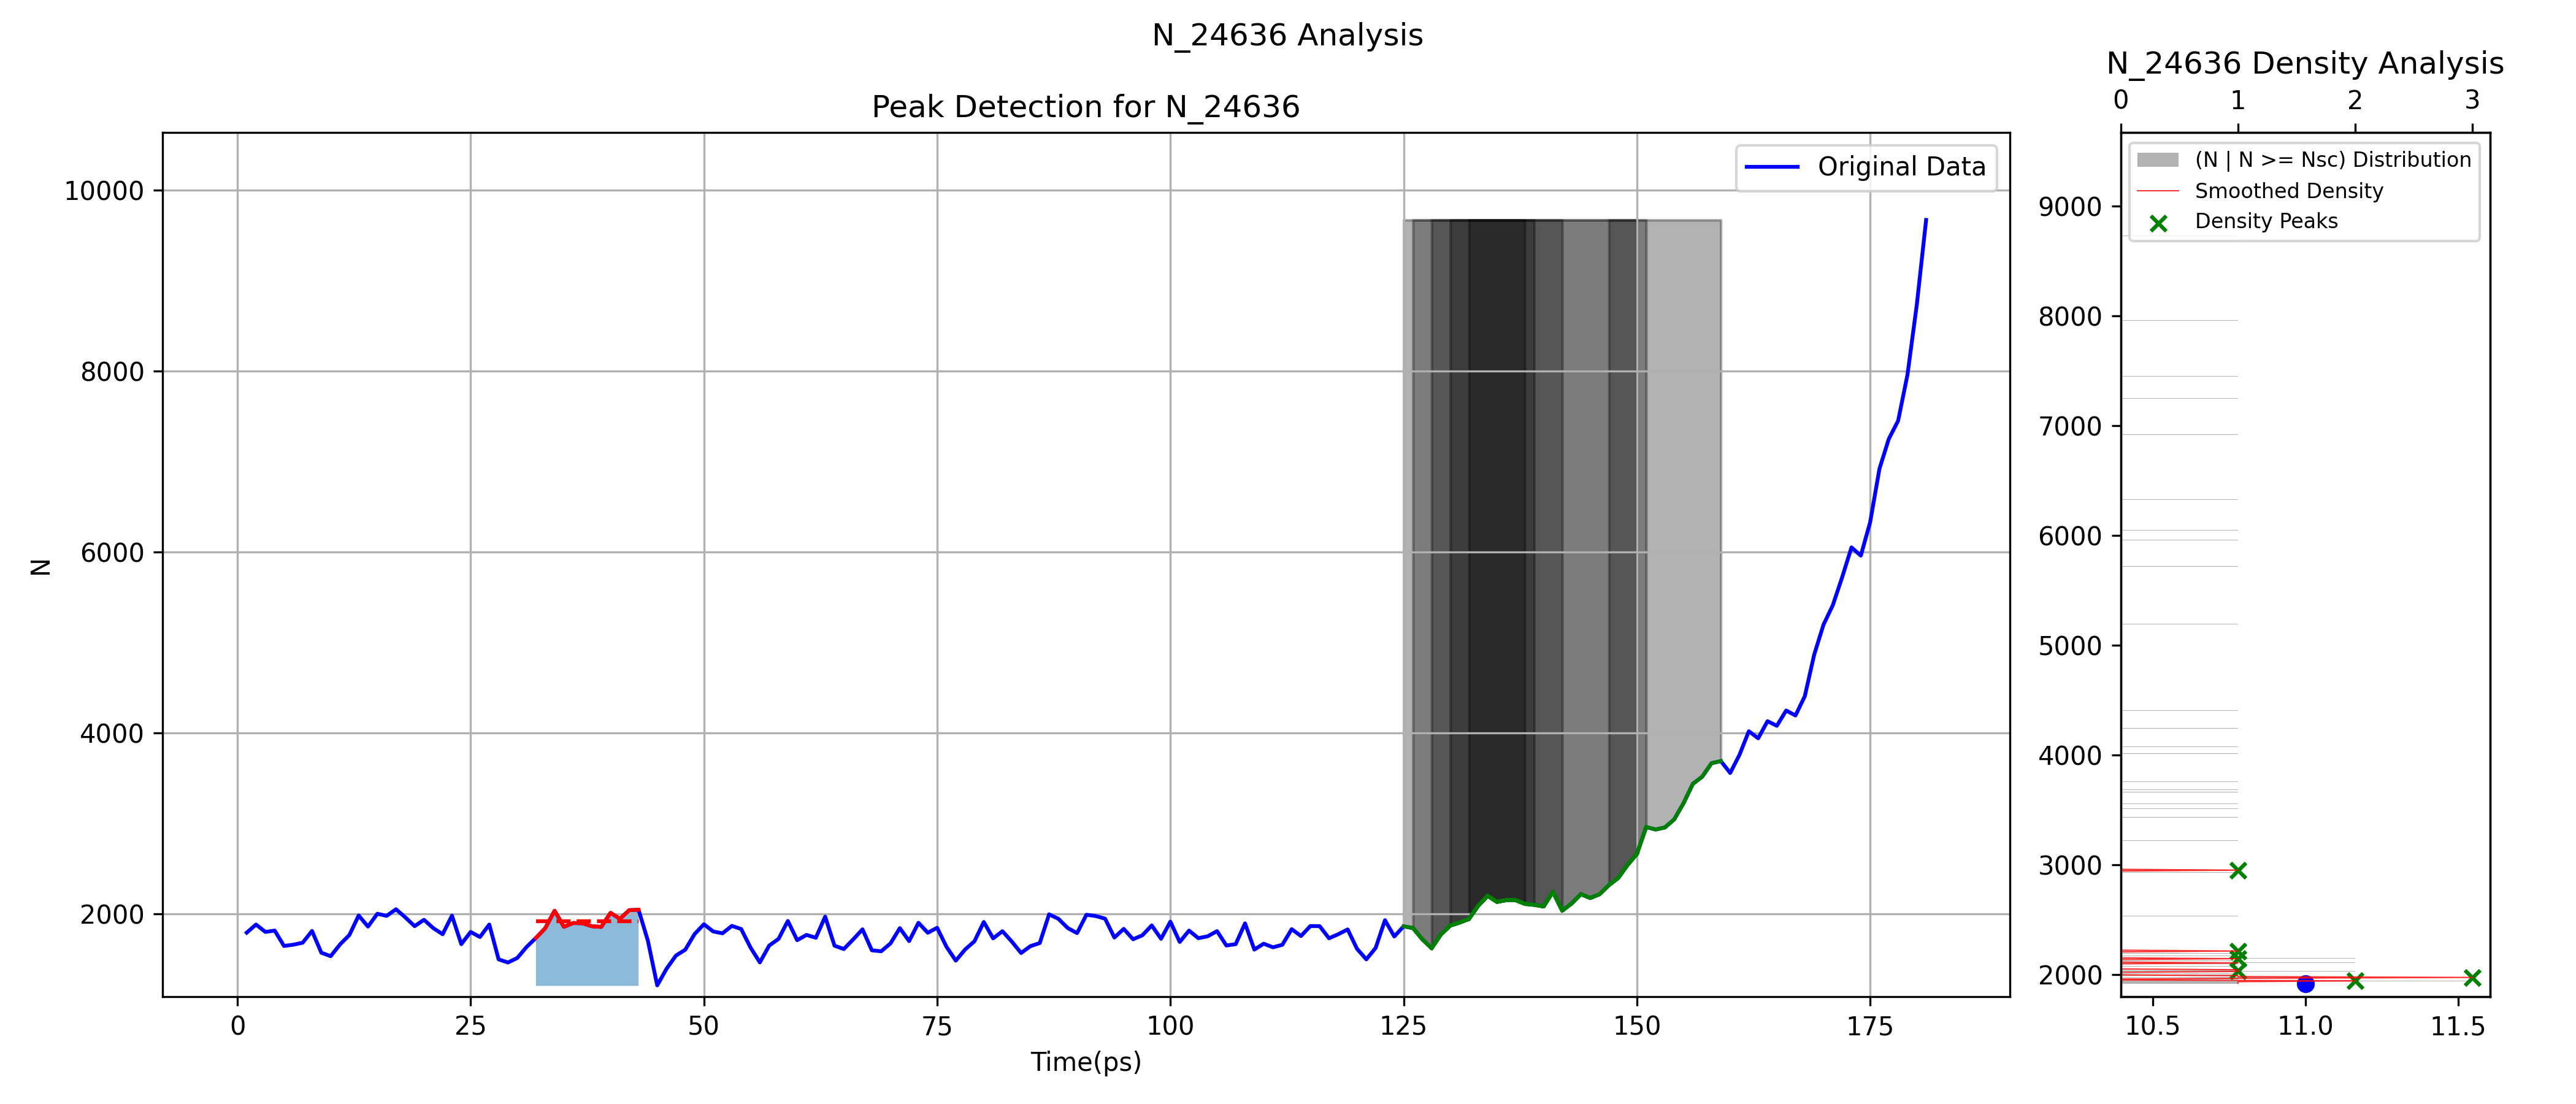 N_24636 Analysis
Peak Detection for N_24636
Original Data
10000
8000
6000
4000
2000
N
0 25 50 75 100 125 150 175
Time(ps)
N_24636 Density Analysis
0 1 2 3
(N | N >= Nsc) Distribution
Smoothed Density
Density Peaks
9000
8000
7000
6000
5000
4000
3000
2000
10.5 11.0 11.5